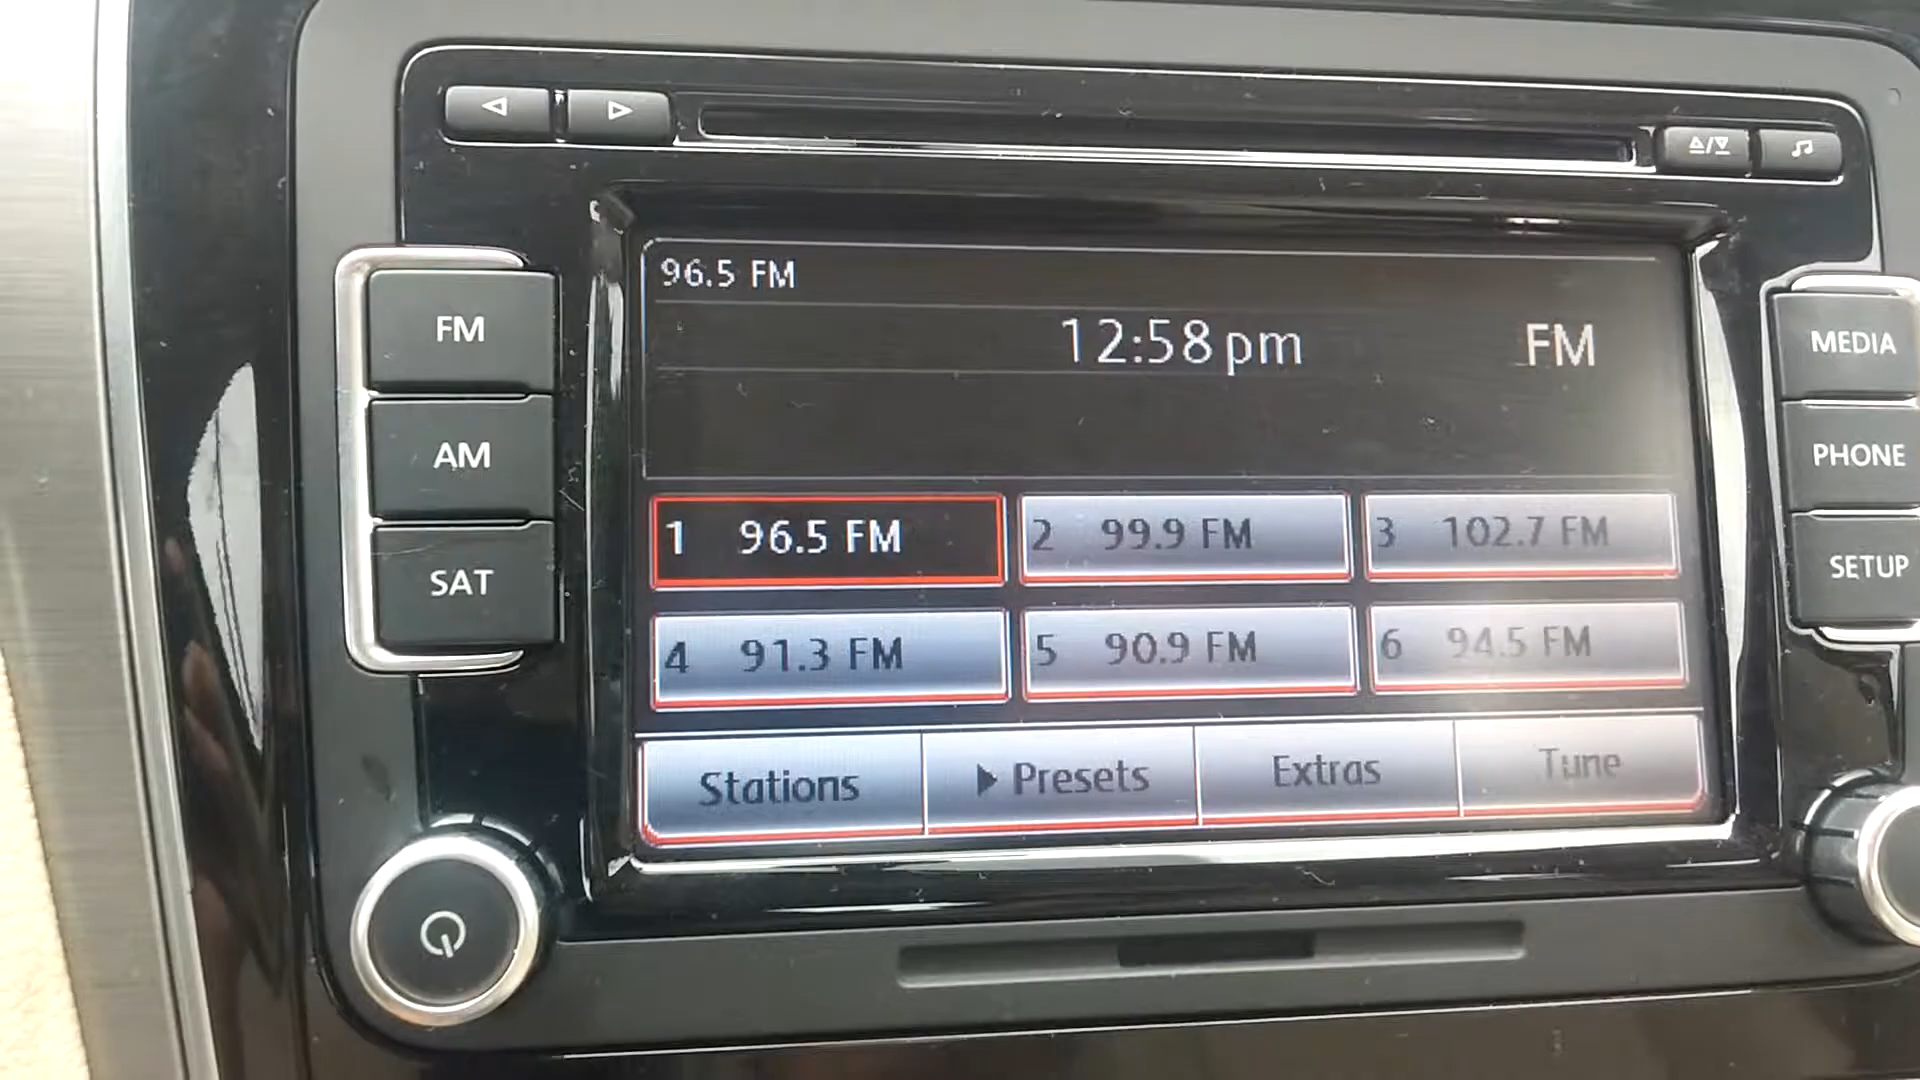 96.5 FM
12:58 pm FM
FM
AM
SAT
1 96.5 FM
2 99.9 FM
3 102.7 FM
4 91.3 FM
5 90.9 FM
6 94.5 FM
Stations
Presets
Extras
Tune
MEDIA
PHONE
SETUP